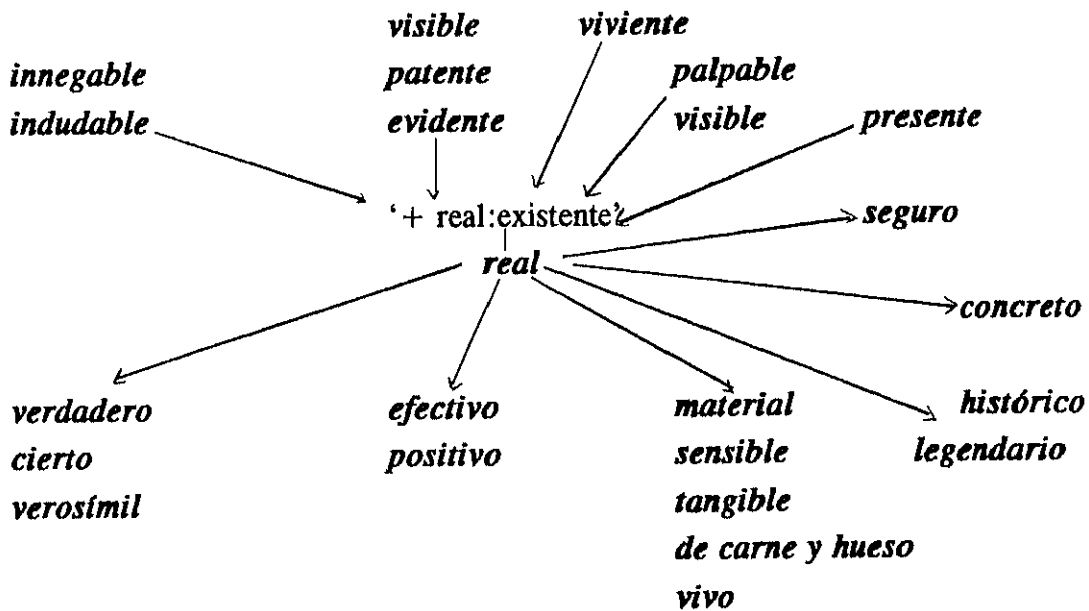 visible viviente
innegable patente palpable
indudable evidente visible presente
‘+ real:existente’
real
seguro
concreto
verdadero efectivo material histórico
cierto positivo sensible legendario
verosímil tangible
de carne y hueso
vivo